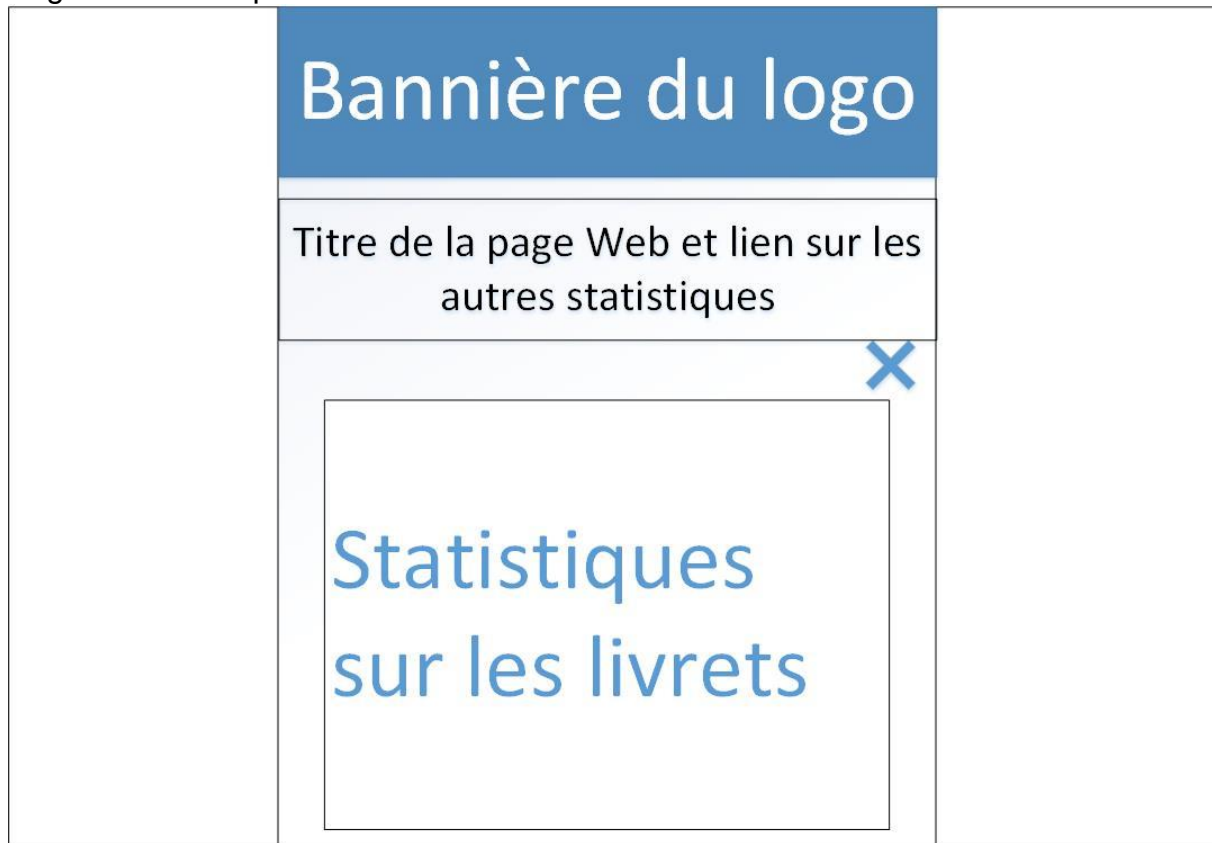 Bannière du logo
Titre de la page Web et lien sur les
autres statistiques
Statistiques
sur les livrets